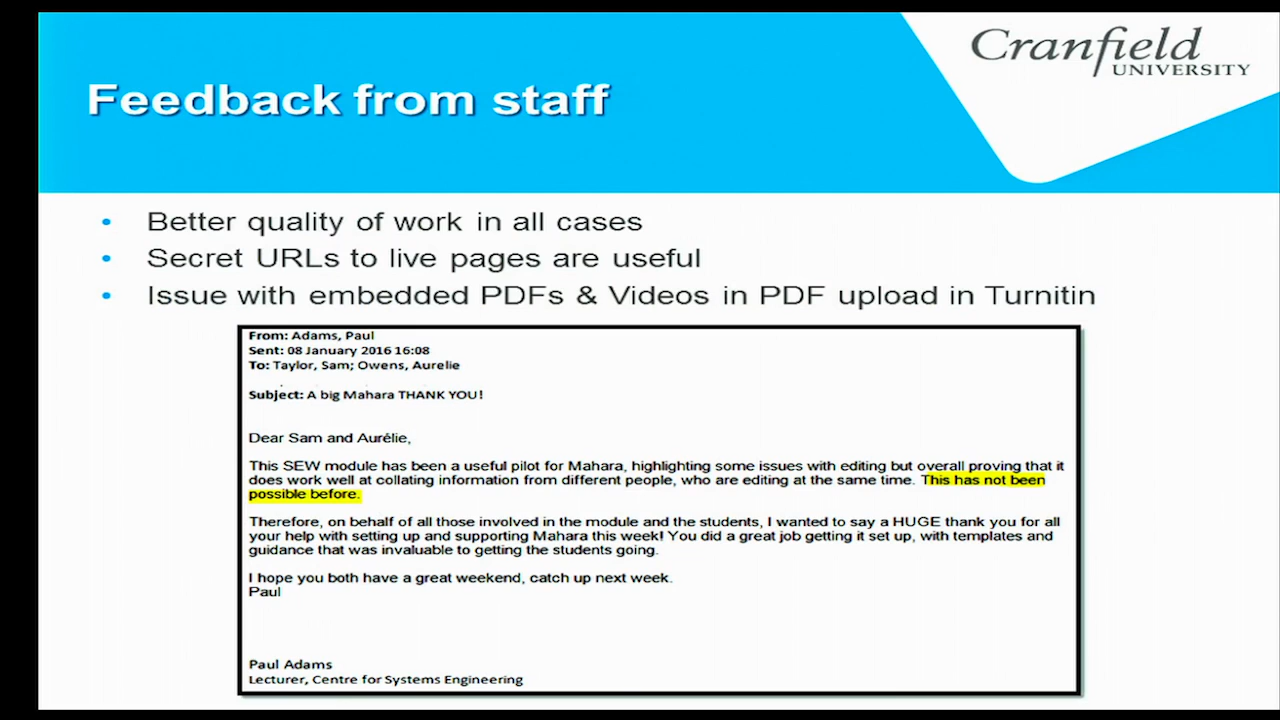 Cranfield
UNIVERSITY
Feedback from staff
• Better quality of work in all cases
• Secret URLs to live pages are useful
• Issue with embedded PDFs & Videos in PDF upload in Turnitin
From: Adams, Paul
Sent: 08 January 2016 16:08
To: Taylor, Sam; Owens, Aurelie
Subject: A big Mahara THANK YOU!
Dear Sam and Aurélie,
This SEW module has been a useful pilot for Mahara, highlighting some issues with editing but overall proving that it
does work well at collating information from different people, who are editing at the same time. This has not been
possible before.
Therefore, on behalf of all those involved in the module and the students, I wanted to say a HUGE thank you for all
your help with setting up and supporting Mahara this week! You did a great job getting it set up, with templates and
guidance that was invaluable to getting the students going.
I hope you both have a great weekend, catch up next week.
Paul
Paul Adams
Lecturer, Centre for Systems Engineering